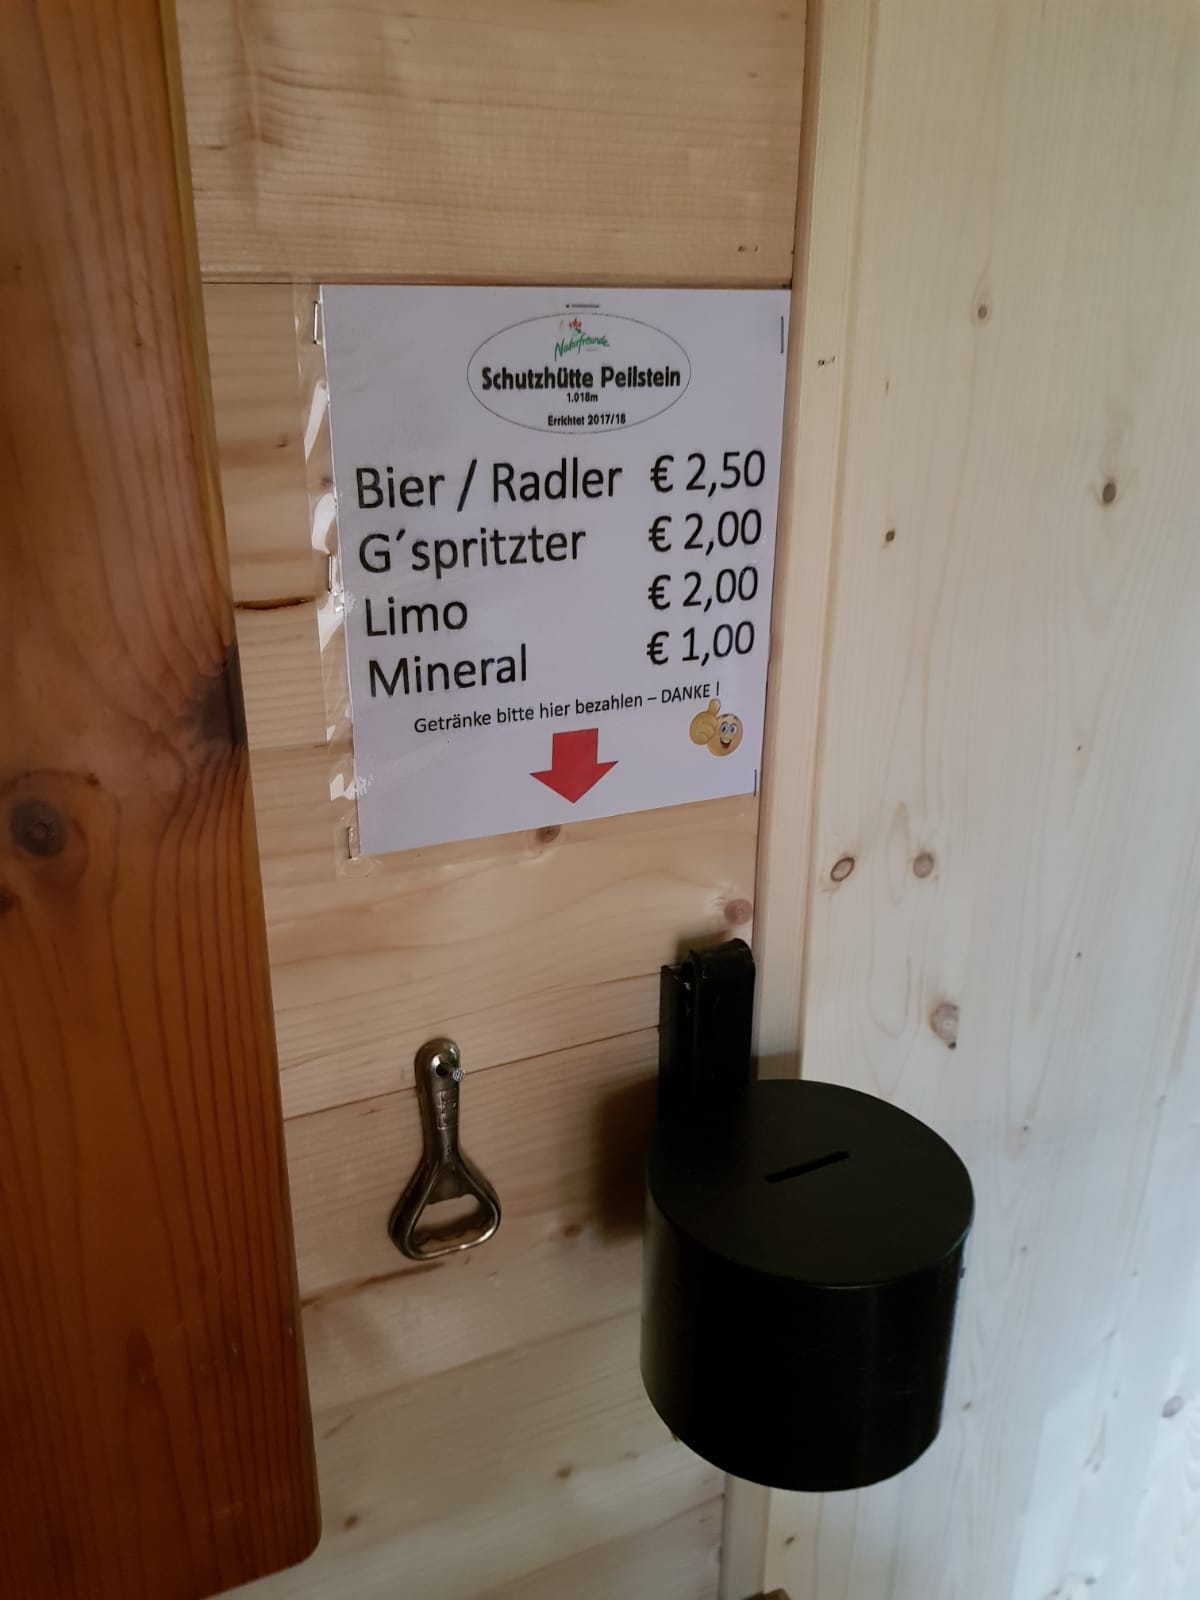 Naturfreunde
Schutzhütte Peilstein
1.018m
Errichtet 2017/18
Bier / Radler € 2,50
G´spritzter € 2,00
Limo € 2,00
Mineral € 1,00
Getränke bitte hier bezahlen – DANKE !